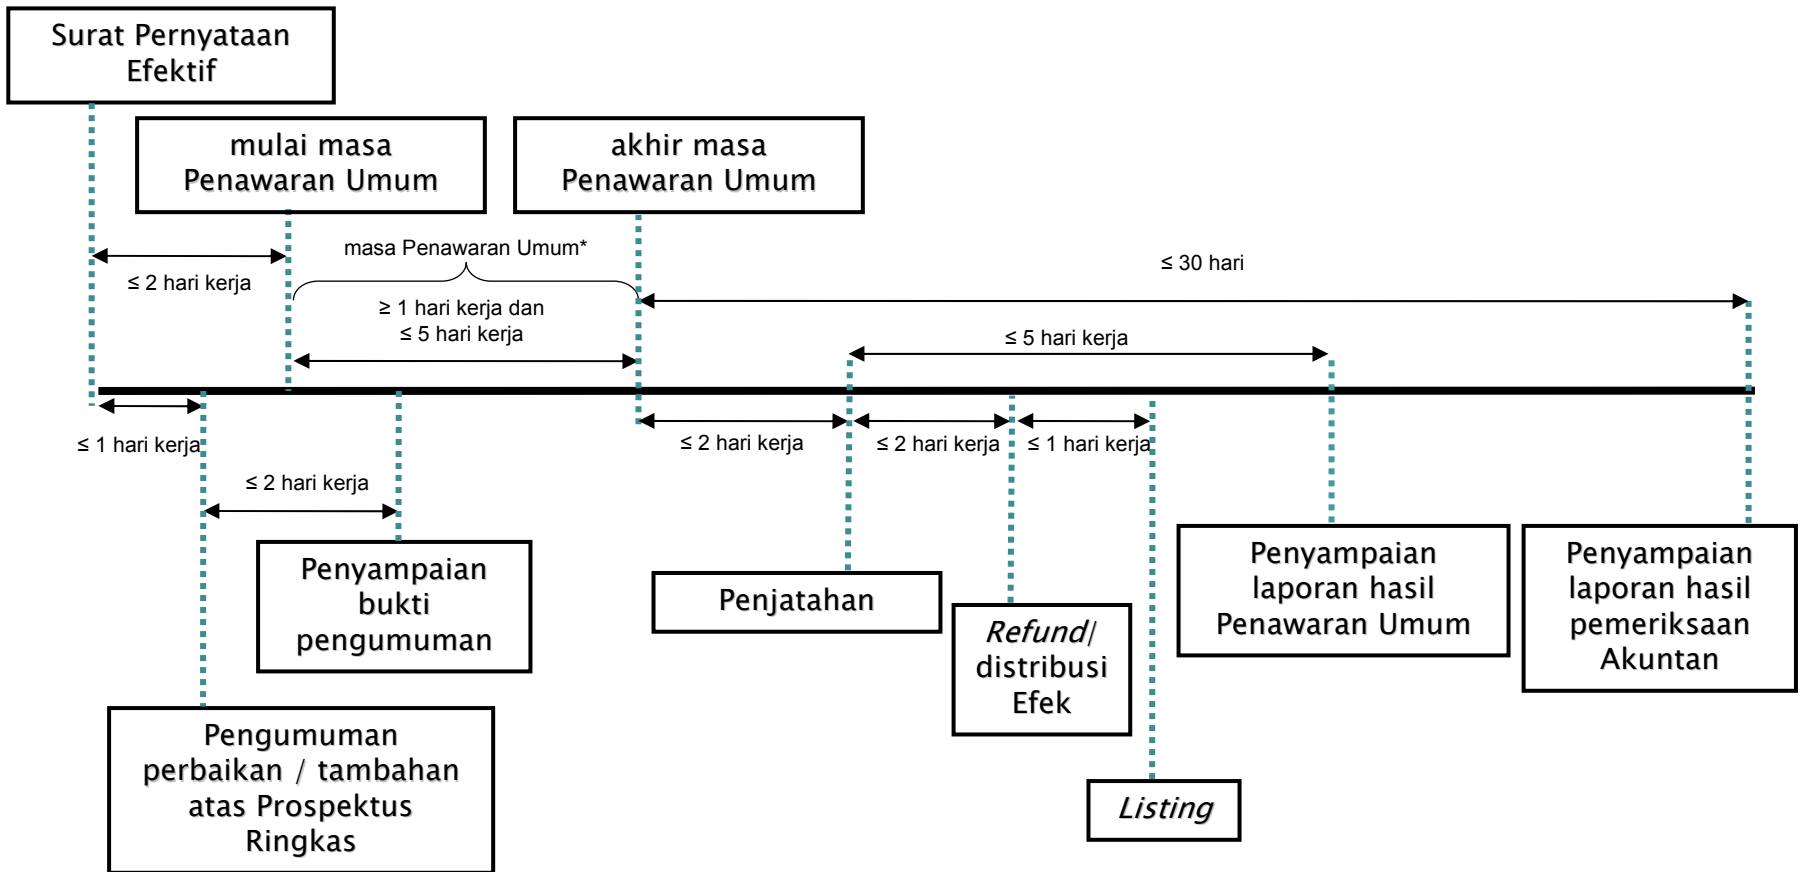 Surat Pernyataan
Efektif
mulai masa
Penawaran Umum
akhir masa
Penawaran Umum
masa Penawaran Umum*
≤ 2 hari kerja
≥ 1 hari kerja dan
≤ 5 hari kerja
≤ 30 hari
≤ 5 hari kerja
≤ 1 hari kerja
≤ 2 hari kerja
≤ 2 hari kerja
≤ 2 hari kerja
≤ 1 hari kerja
Penyampaian
bukti
pengumuman
Pengumuman
perbaikan / tambahan
atas Prospektus
Ringkas
Penjatahan
Refund/
distribusi
Efek
Listing
Penyampaian
laporan hasil
Penawaran Umum
Penyampaian
laporan hasil
pemeriksaan
Akuntan